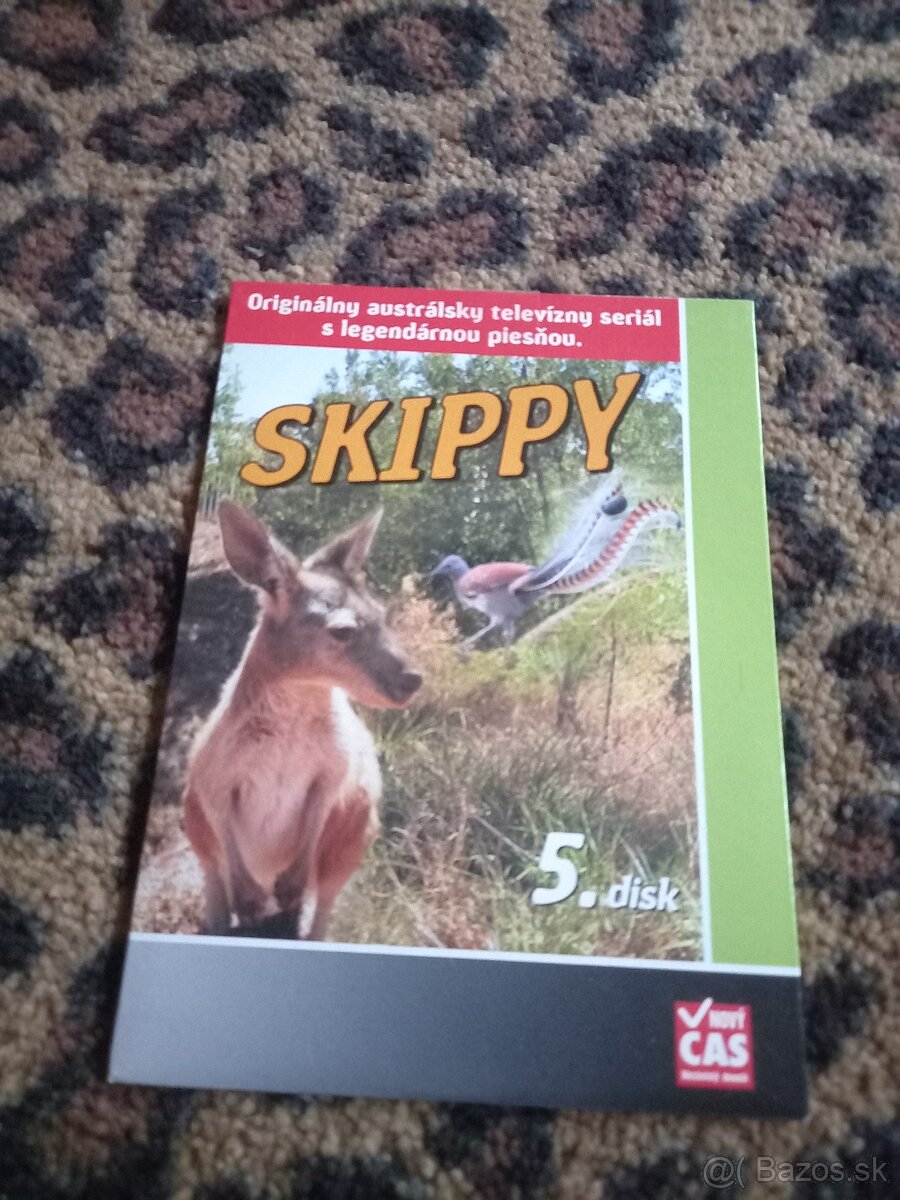 Originálny austrálsky televízny seriál
s legendárnou piesňou.
SKIPPY
5. disk
NOVÝ
ČAS
@( Bazos.sk